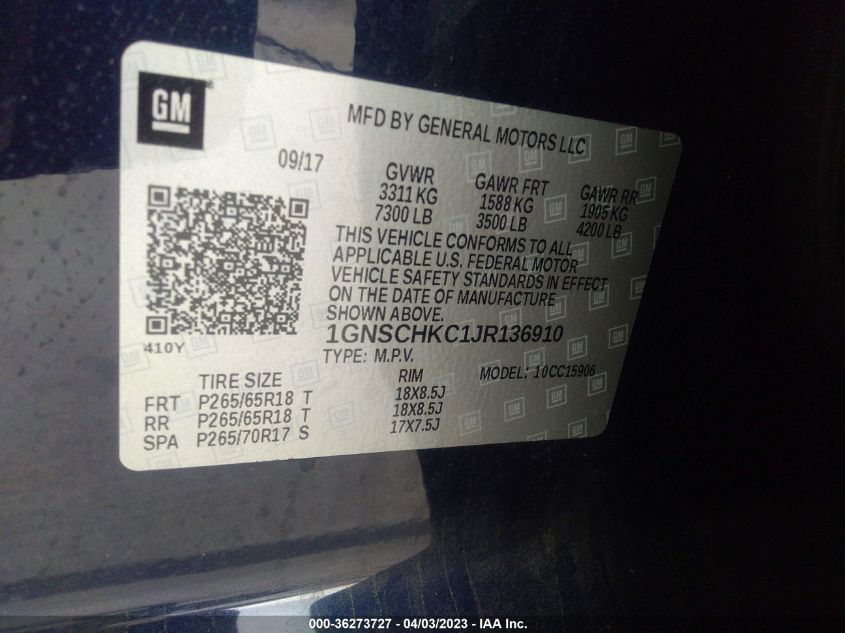 GM
MFD BY GENERAL MOTORS LLC
09/17
GVWR GAWR FRT GAWR RR
3311 KG 1588 KG 1905 KG
7300 LB 3500 LB 4200 LB
THIS VEHICLE CONFORMS TO ALL
APPLICABLE U.S. FEDERAL MOTOR
VEHICLE SAFETY STANDARDS IN EFFECT
ON THE DATE OF MANUFACTURE
SHOWN ABOVE.
410Y
1GNSCHKC1JR136910
TYPE: M.P.V. MODEL: 10CC15906
TIRE SIZE RIM
FRT P265/65R18 T 18X8.5J
RR P265/65R18 T 18X8.5J
SPA P265/70R17 S 17X7.5J
000-36273727 - 04/03/2023 - IAA Inc.